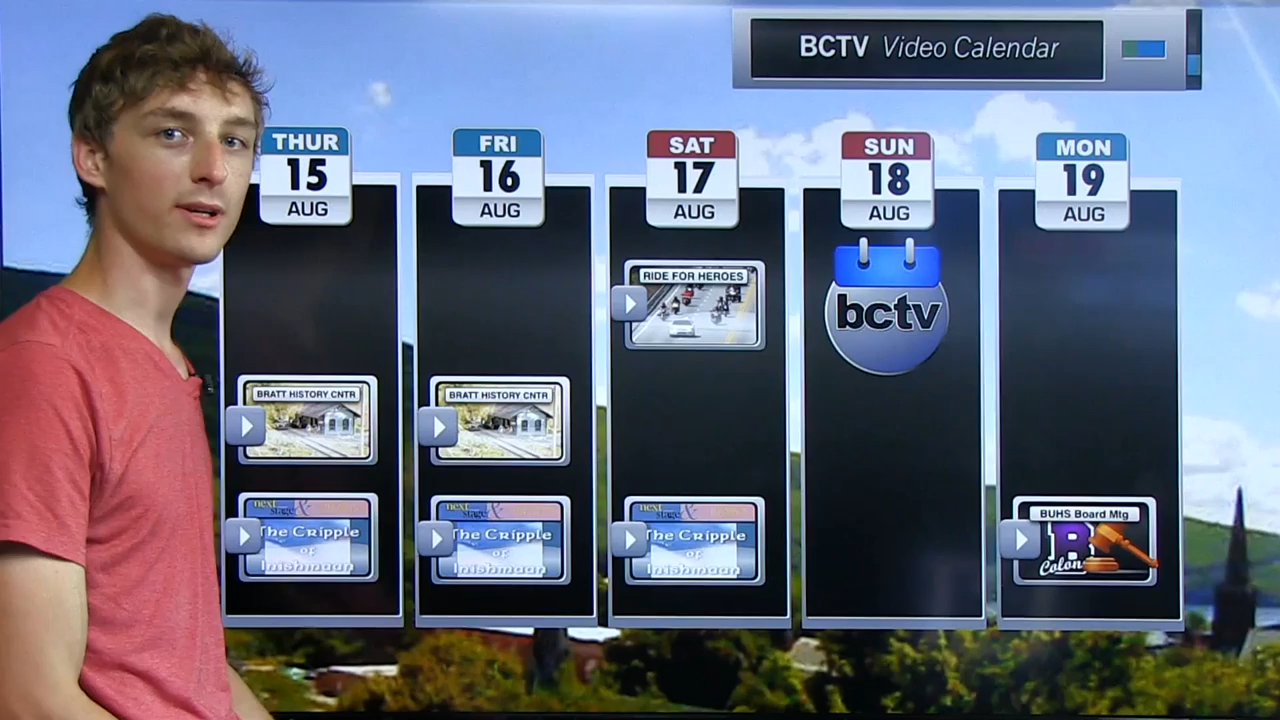 BCTV Video Calendar
THUR
15
AUG
FRI
16
AUG
SAT
17
AUG
SUN
18
AUG
MON
19
AUG
RIDE FOR HEROES
bctv
BRATT HISTORY CNTR
BRATT HISTORY CNTR
next
stage &
The Cripple
of
Inishmaan
next
stage &
The Cripple
of
Inishmaan
next
stage &
The Cripple
of
Inishmaan
BUHS Board Mtg
B
Colon